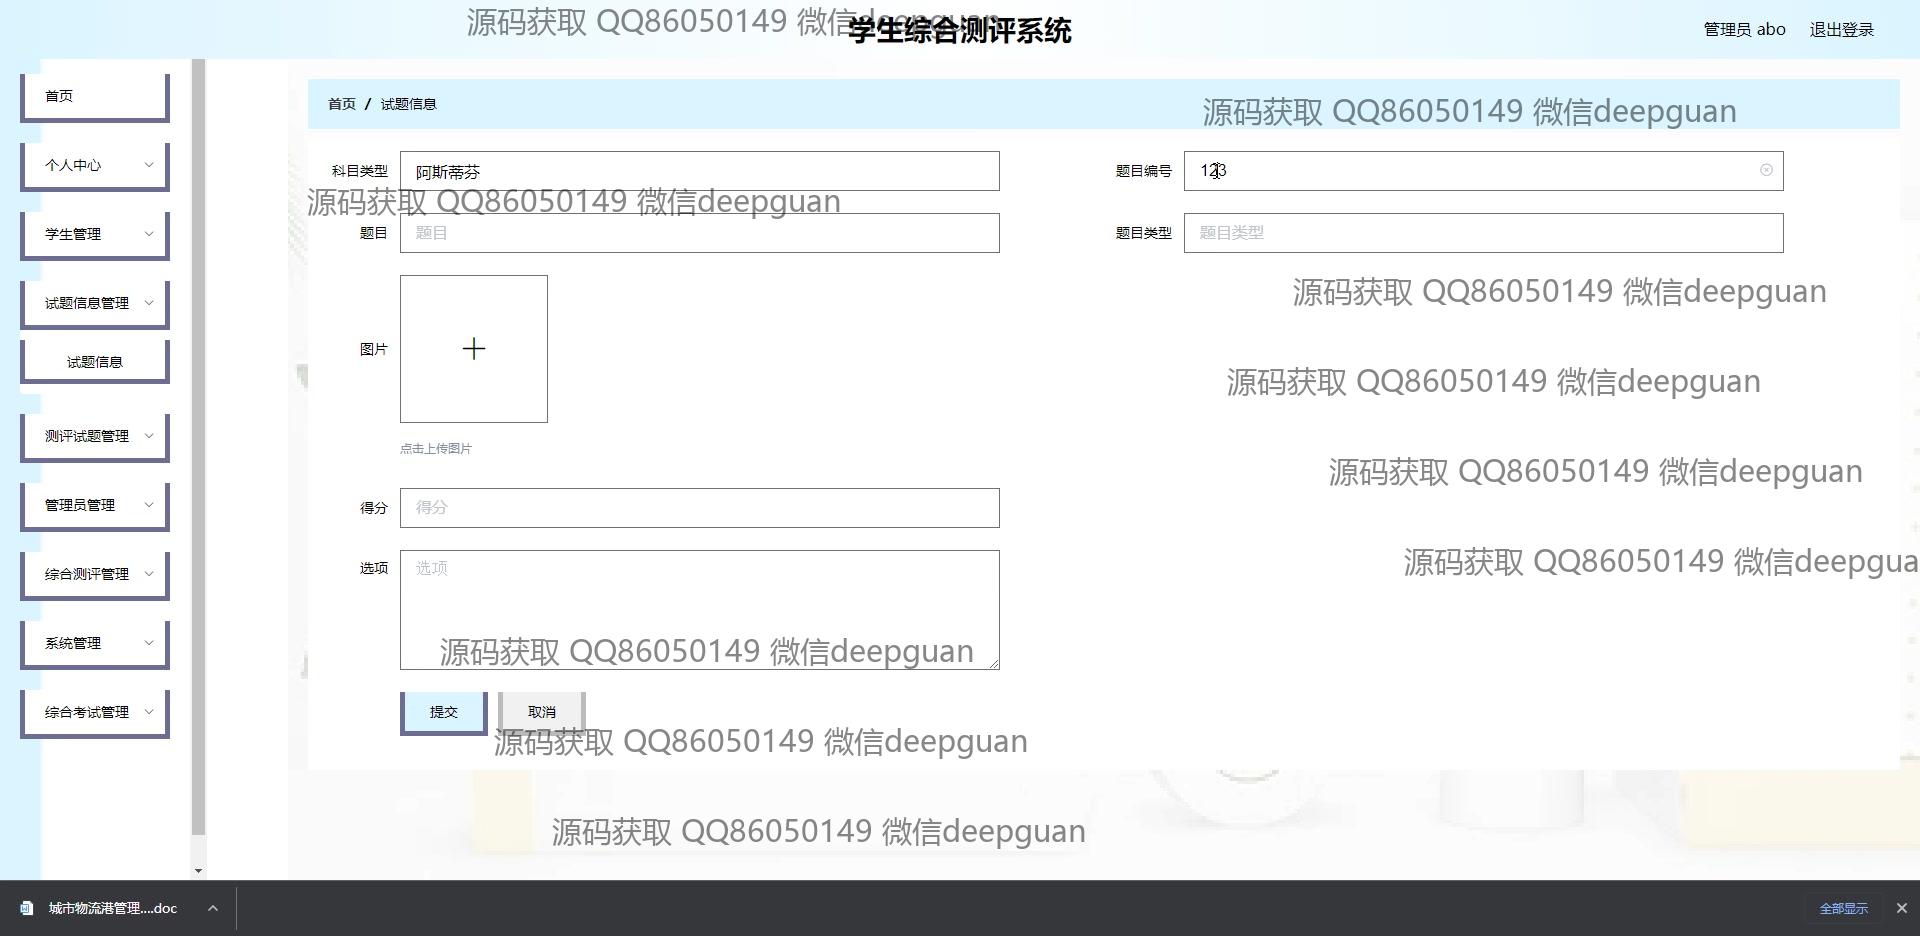 源码获取 QQ86050149 微信deepguan
学生综合测评系统
管理员 abo
退出登录
首页
个人中心
学生管理
试题信息管理
试题信息
测评试题管理
管理员管理
综合测评管理
系统管理
综合考试管理
首页 / 试题信息
源码获取 QQ86050149 微信deepguan
科目类型
阿斯蒂芬
题目编号
123
源码获取 QQ86050149 微信deepguan
题目
题目
题目类型
题目类型
源码获取 QQ86050149 微信deepguan
图片
源码获取 QQ86050149 微信deepguan
点击上传图片
源码获取 QQ86050149 微信deepguan
得分
得分
源码获取 QQ86050149 微信deepgua
选项
选项
源码获取 QQ86050149 微信deepguan
提交
取消
源码获取 QQ86050149 微信deepguan
源码获取 QQ86050149 微信deepguan
城市物流港管理....doc
全部显示